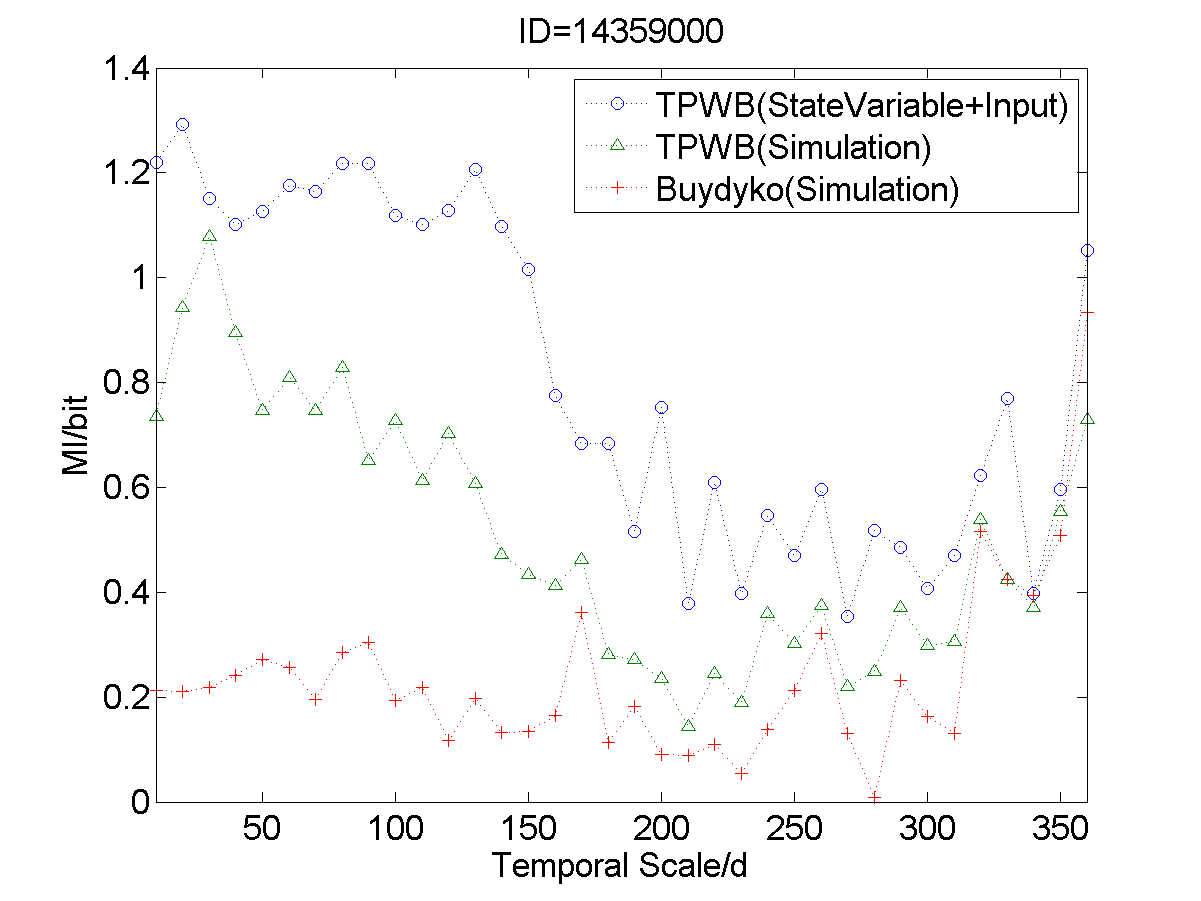 ID=14359000
1.4
1.2
1
0.8
0.6
0.4
0.2
0
MI/bit
TPWB(StateVariable+Input)
TPWB(Simulation)
Buydyko(Simulation)
50 100 150 200 250 300 350
Temporal Scale/d